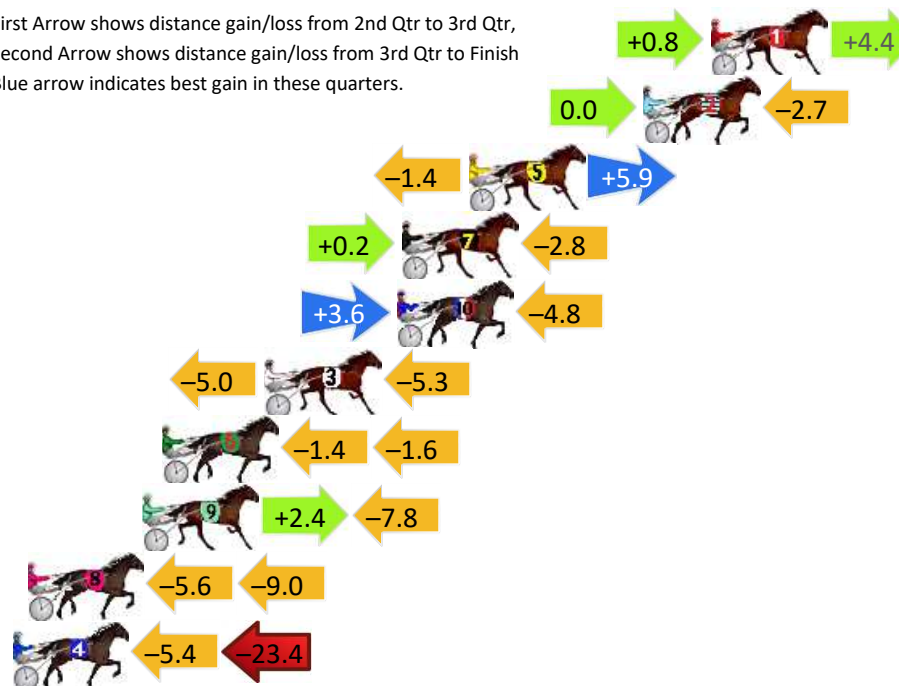 irst Arrow shows distance gain/loss from 2nd Qtr to 3rd Qtr,
econd Arrow shows distance gain/loss from 3rd Qtr to Finish
Blue arrow indicates best gain in these quarters.
+0.8 1 +4.4
0.0 2 –2.7
–1.4 5 +5.9
+0.2 7 –2.8
+3.6 10 –4.8
–5.0 3 –5.3
6 –1.4 –1.6
9 +2.4 –7.8
8 –5.6 –9.0
4 –5.4 –23.4